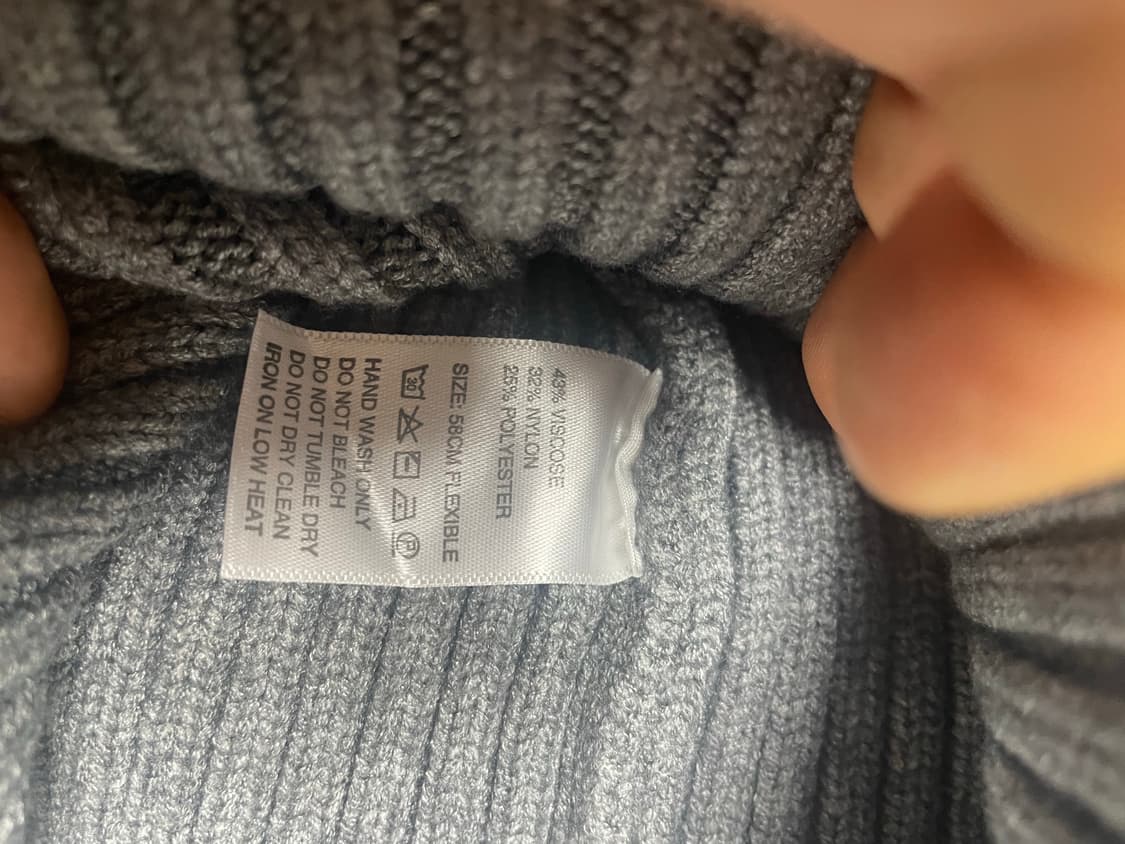 43% VISCOSE
32% NYLON
25% POLYESTER
SIZE: 58CM FLEXIBLE
30 P
HAND WASH ONLY
DO NOT BLEACH
DO NOT TUMBLE DRY
DO NOT DRY CLEAN
IRON ON LOW HEAT